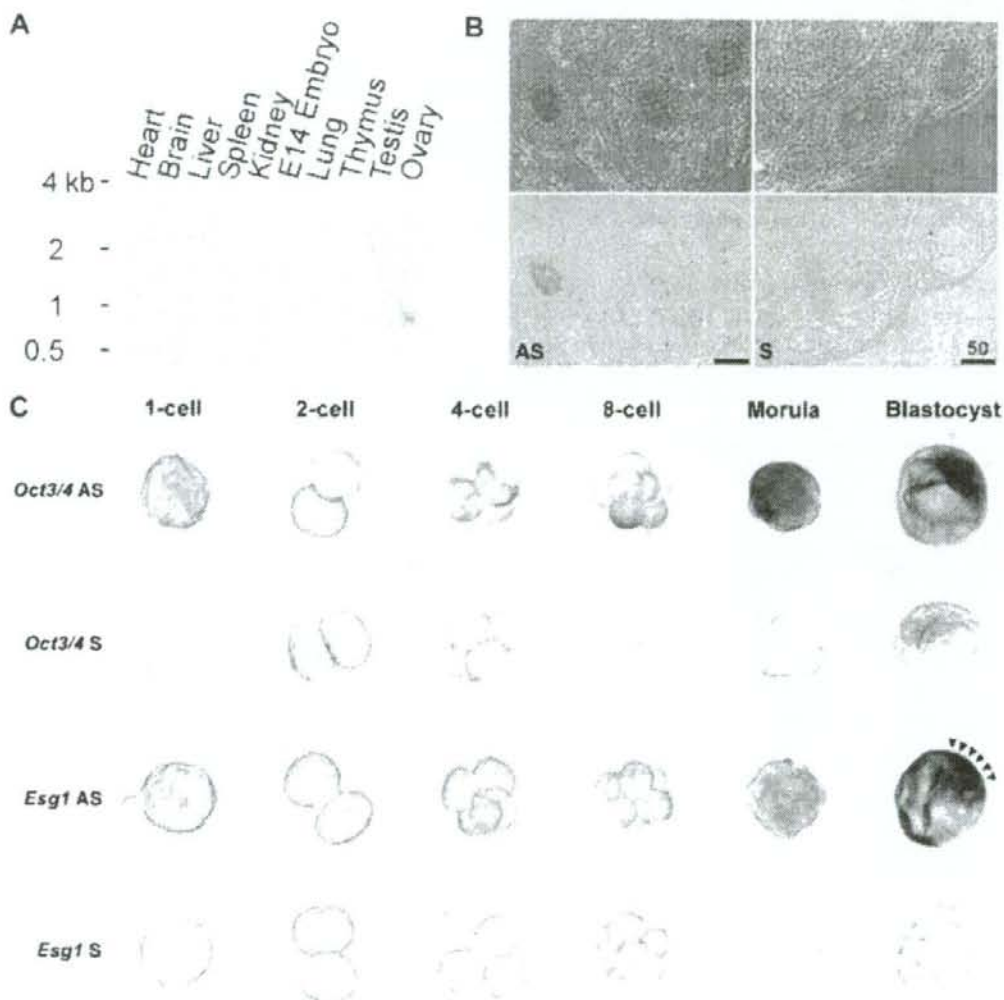 A
Heart
Brain
Liver
Spleen
Kidney
E14 Embryo
Lung
Thymus
Testis
Ovary
4 kb -
2 -
1 -
0.5 -
B
AS
S
50
C
1-cell 2-cell 4-cell 8-cell Morula Blastocyst
Oct3/4 AS
Oct3/4 S
Esg1 AS
Esg1 S